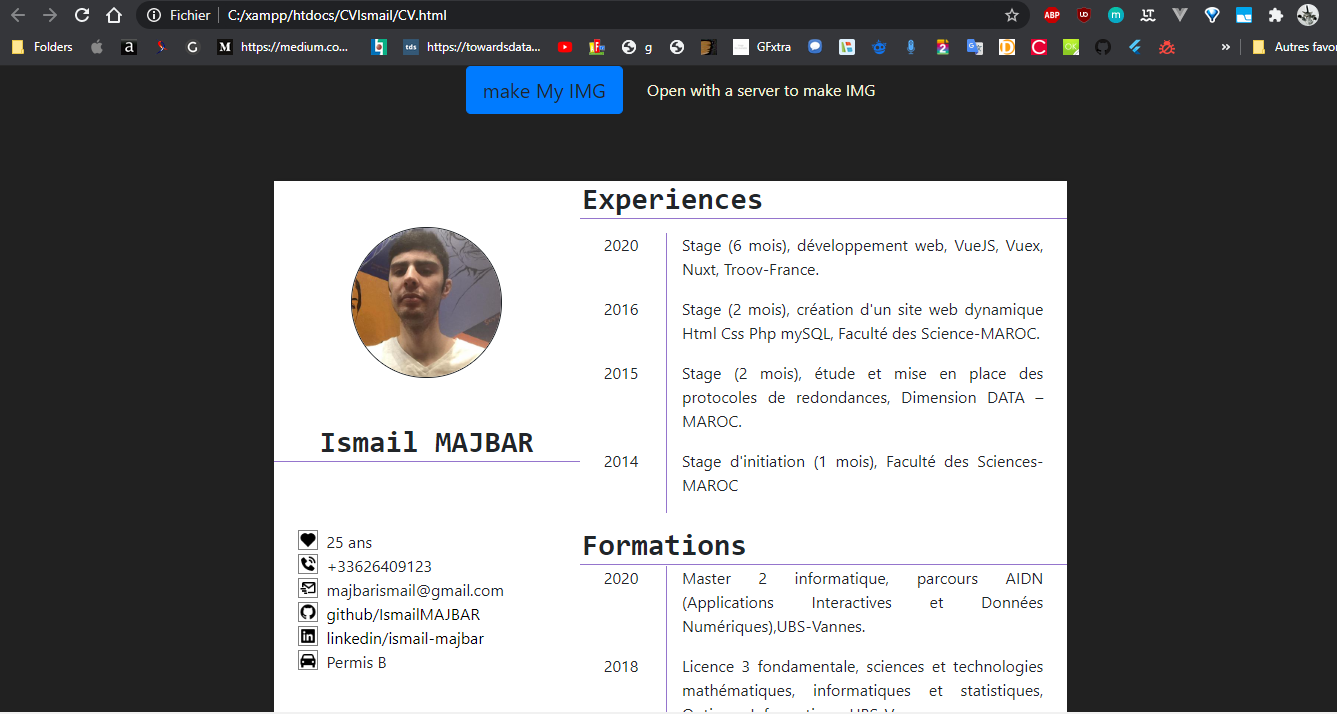 Fichier C:/xampp/htdocs/CVIsmail/CV.html
ABP
Folders a G M https://medium.co... tds https://towardsdata... g GFxtra OK » Autres favor
make My IMG Open with a server to make IMG
Ismail MAJBAR
25 ans
+33626409123
majbarismail@gmail.com
github/IsmailMAJBAR
linkedin/ismail-majbar
Permis B
Experiences
2020 Stage (6 mois), développement web, VueJS, Vuex,
Nuxt, Troov-France.
2016 Stage (2 mois), création d'un site web dynamique
Html Css Php mySQL, Faculté des Science-MAROC.
2015 Stage (2 mois), étude et mise en place des
protocoles de redondances, Dimension DATA –
MAROC.
2014 Stage d'initiation (1 mois), Faculté des Sciences-
MAROC
Formations
2020 Master 2 informatique, parcours AIDN
(Applications Interactives et Données
Numériques),UBS-Vannes.
2018 Licence 3 fondamentale, sciences et technologies
mathématiques, informatiques et statistiques,